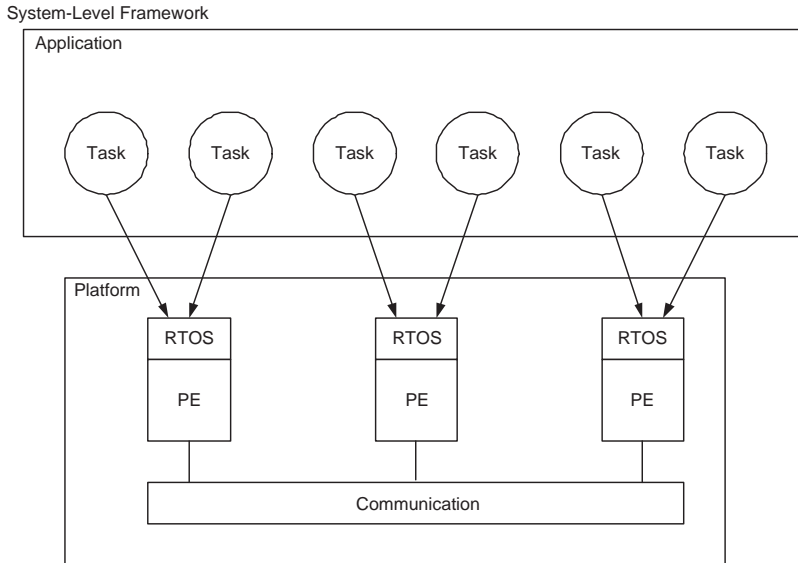 System-Level Framework
Application
Task
Task
Task
Task
Task
Task
Platform
RTOS
RTOS
RTOS
PE
PE
PE
Communication